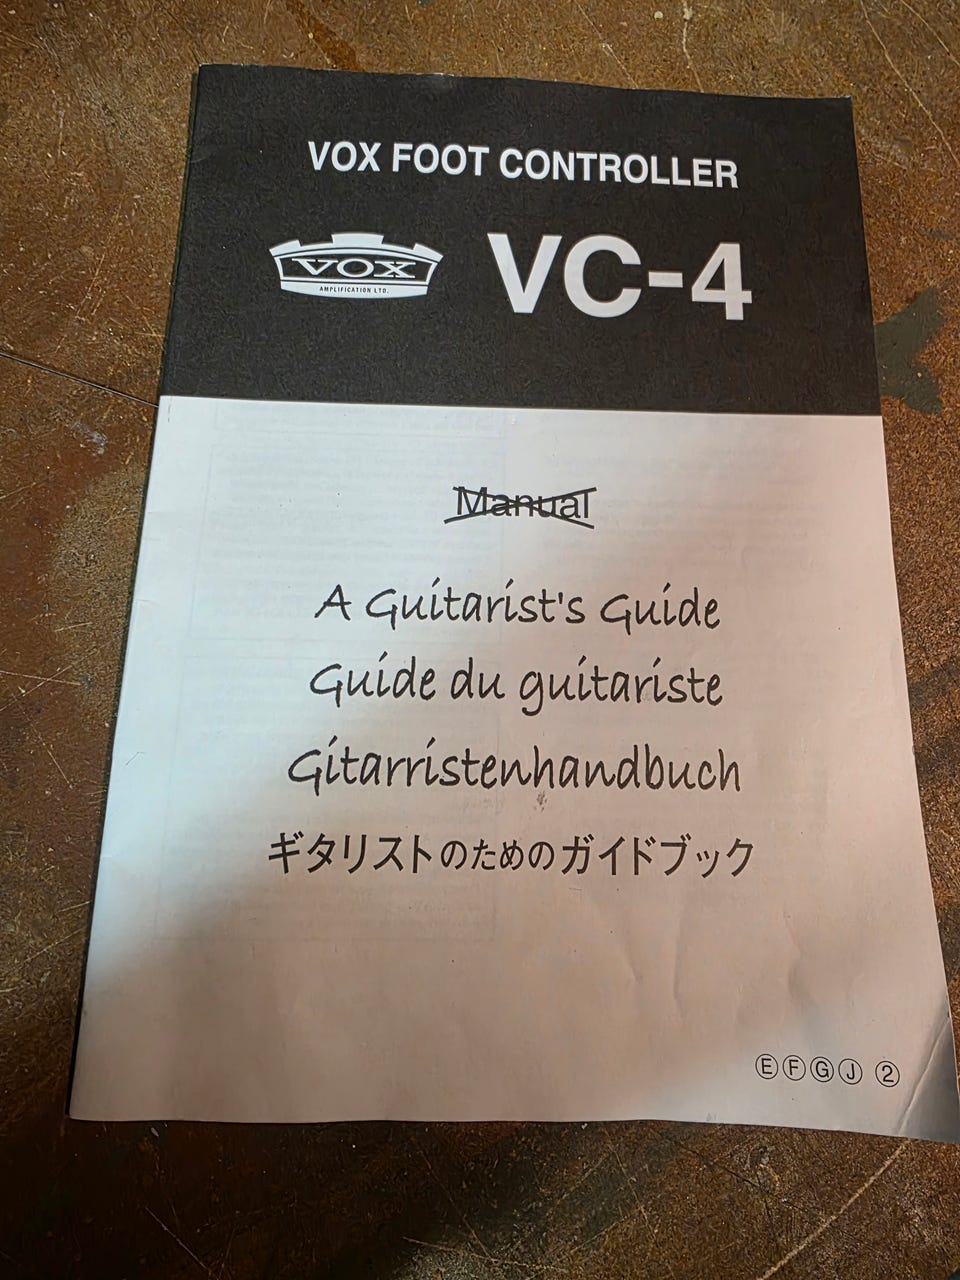 VOX FOOT CONTROLLER
VOX
AMPLIFICATION LTD.
VC-4
Manual
A Guitarist's Guide
Guide du guitariste
Gitarristenhandbuch
ギタリストのためのガイドブック
Ⓔ Ⓕ Ⓖ Ⓙ ②